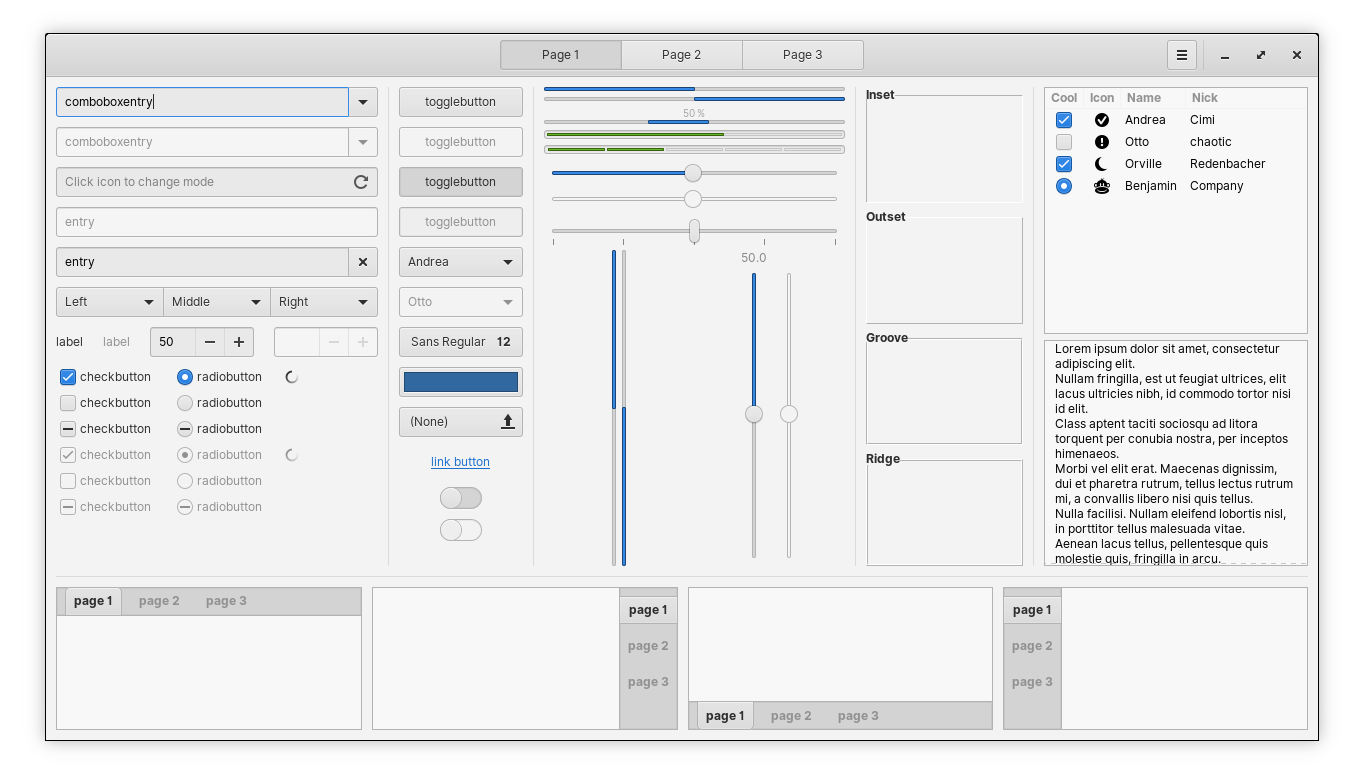 Page 1
Page 2
Page 3
comboboxentry
comboboxentry
Click icon to change mode
entry
entry
Left
Middle
Right
label
label
50
checkbutton
radiobutton
checkbutton
radiobutton
checkbutton
radiobutton
checkbutton
radiobutton
checkbutton
radiobutton
checkbutton
radiobutton
togglebutton
togglebutton
togglebutton
togglebutton
Andrea
Otto
Sans Regular 12
(None)
link button
50 %
50.0
Inset
Outset
Groove
Ridge
Cool Icon Name Nick
Andrea Cimi
Otto chaotic
Orville Redenbacher
Benjamin Company
Lorem ipsum dolor sit amet, consectetur
adipiscing elit.
Nullam fringilla, est ut feugiat ultrices, elit
lacus ultricies nibh, id commodo tortor nisi
id elit.
Class aptent taciti sociosqu ad litora
torquent per conubia nostra, per inceptos
himenaeos.
Morbi vel elit erat. Maecenas dignissim,
dui et pharetra rutrum, tellus lectus rutrum
mi, a convallis libero nisi quis tellus.
Nulla facilisi. Nullam eleifend lobortis nisl,
in porttitor tellus malesuada vitae.
Aenean lacus tellus, pellentesque quis
molestie quis, fringilla in arcu.
page 1
page 2
page 3
page 1
page 2
page 3
page 1
page 2
page 3
page 1
page 2
page 3